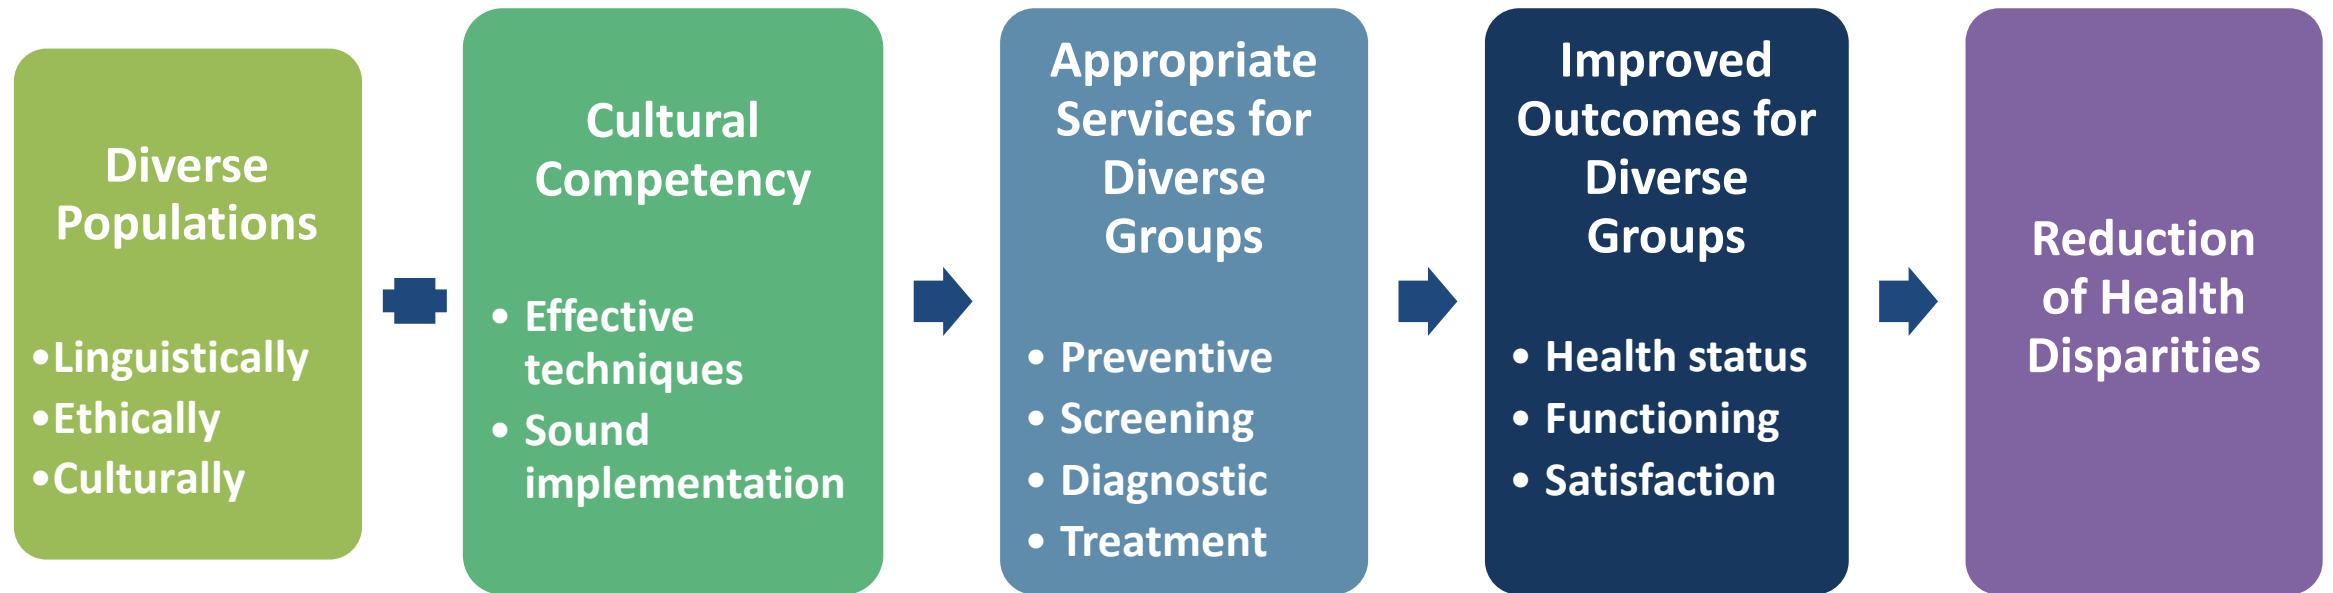 Diverse
Populations
•Linguistically
•Ethically
•Culturally
Cultural
Competency
• Effective
techniques
• Sound
implementation
Appropriate
Services for
Diverse
Groups
• Preventive
• Screening
• Diagnostic
• Treatment
Improved
Outcomes for
Diverse
Groups
• Health status
• Functioning
• Satisfaction
Reduction
of Health
Disparities